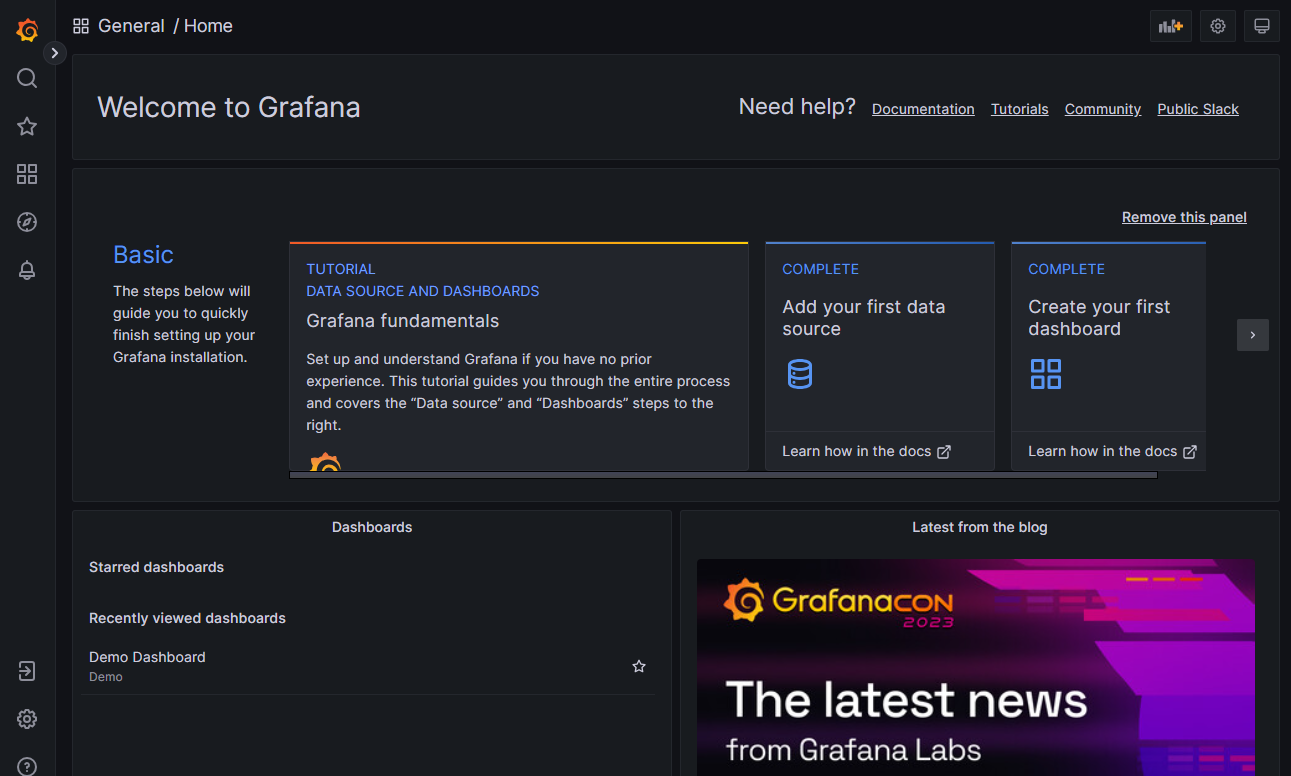 General / Home
Welcome to Grafana
Need help? Documentation Tutorials Community Public Slack
Remove this panel
Basic
The steps below will
guide you to quickly
finish setting up your
Grafana installation.
TUTORIAL
DATA SOURCE AND DASHBOARDS
Grafana fundamentals
Set up and understand Grafana if you have no prior
experience. This tutorial guides you through the entire process
and covers the “Data source” and “Dashboards” steps to the
right.
COMPLETE
Add your first data
source
Learn how in the docs
COMPLETE
Create your first
dashboard
Learn how in the docs
Dashboards
Starred dashboards
Recently viewed dashboards
Demo Dashboard
Demo
Latest from the blog
GrafanaCON
2023
The latest news
from Grafana Labs